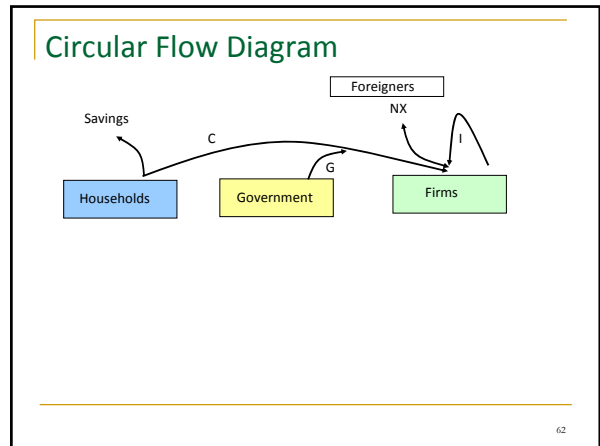 Circular Flow Diagram
Foreigners
NX
Savings
C
I
G
Households
Government
Firms
62